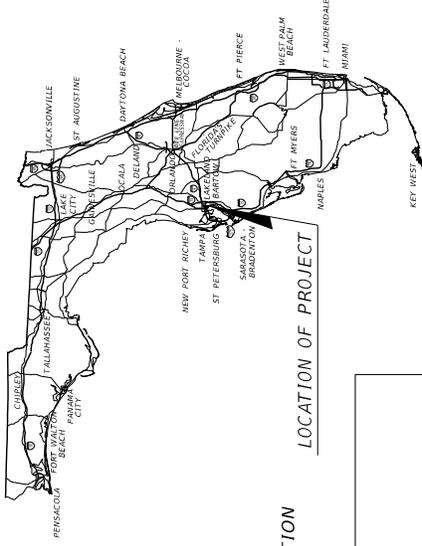 PENSACOLA
FORT WALTON
BEACH
PANAMA
CITY
CHIPLEY
TALLAHASSEE
LAKE
CITY
JACKSONVILLE
GAINESVILLE
ST AUGUSTINE
OCALA
DAYTONA BEACH
DELAND
ORLANDO
MELBOURNE -
COCOA
FLORIDA'S
TURNPIKE
LAKELAND
BARTOW
NEW PORT RICHEY
TAMPA
ST PETERSBURG
SARASOTA -
BRADENTON
FT PIERCE
WEST PALM
BEACH
FT LAUDERDALE
MIAMI
FT MYERS
NAPLES
KEY WEST
LOCATION OF PROJECT
TION